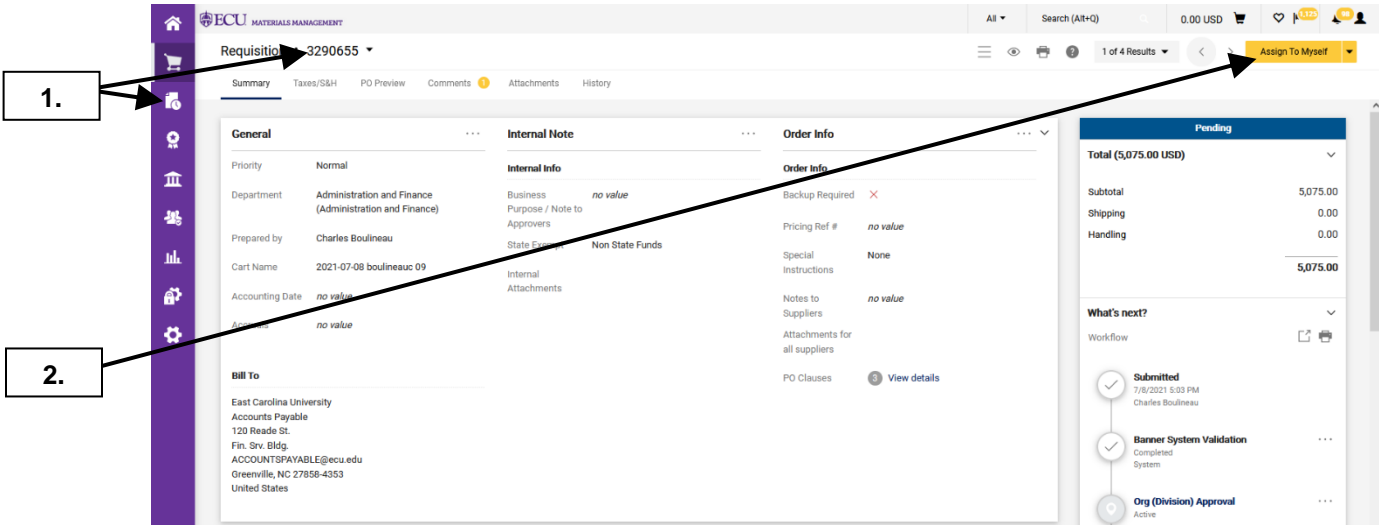 ECU MATERIALS MANAGEMENT
All
Search (Alt+Q)
0.00 USD
1,125
Requisition
3290655
1 of 4 Results
Assign To Myself
Summary
Taxes/S&H
PO Preview
Comments 1
Attachments
History
1.
2.
General
Priority Normal
Department Administration and Finance
(Administration and Finance)
Prepared by Charles Boulineau
Cart Name 2021-07-08 boulineauc 09
Accounting Date no value
no value
Bill To
East Carolina University
Accounts Payable
120 Reade St.
Fin. Srv. Bldg.
ACCOUNTSPAYABLE@ecu.edu
Greenville, NC 27858-4353
United States
Internal Note
Internal Info
Business no value
Purpose / Note to
Approvers
State Exempt Non State Funds
Internal
Attachments
Order Info
Order Info
Backup Required
Pricing Ref # no value
Special None
Instructions
Notes to no value
Suppliers
Attachments for
all suppliers
PO Clauses 3 View details
Pending
Total (5,075.00 USD)
Subtotal 5,075.00
Shipping 0.00
Handling 0.00
5,075.00
What's next?
Workflow
Submitted
7/8/2021 5:03 PM
Charles Boulineau
Banner System Validation
Completed
System
Org (Division) Approval
Active